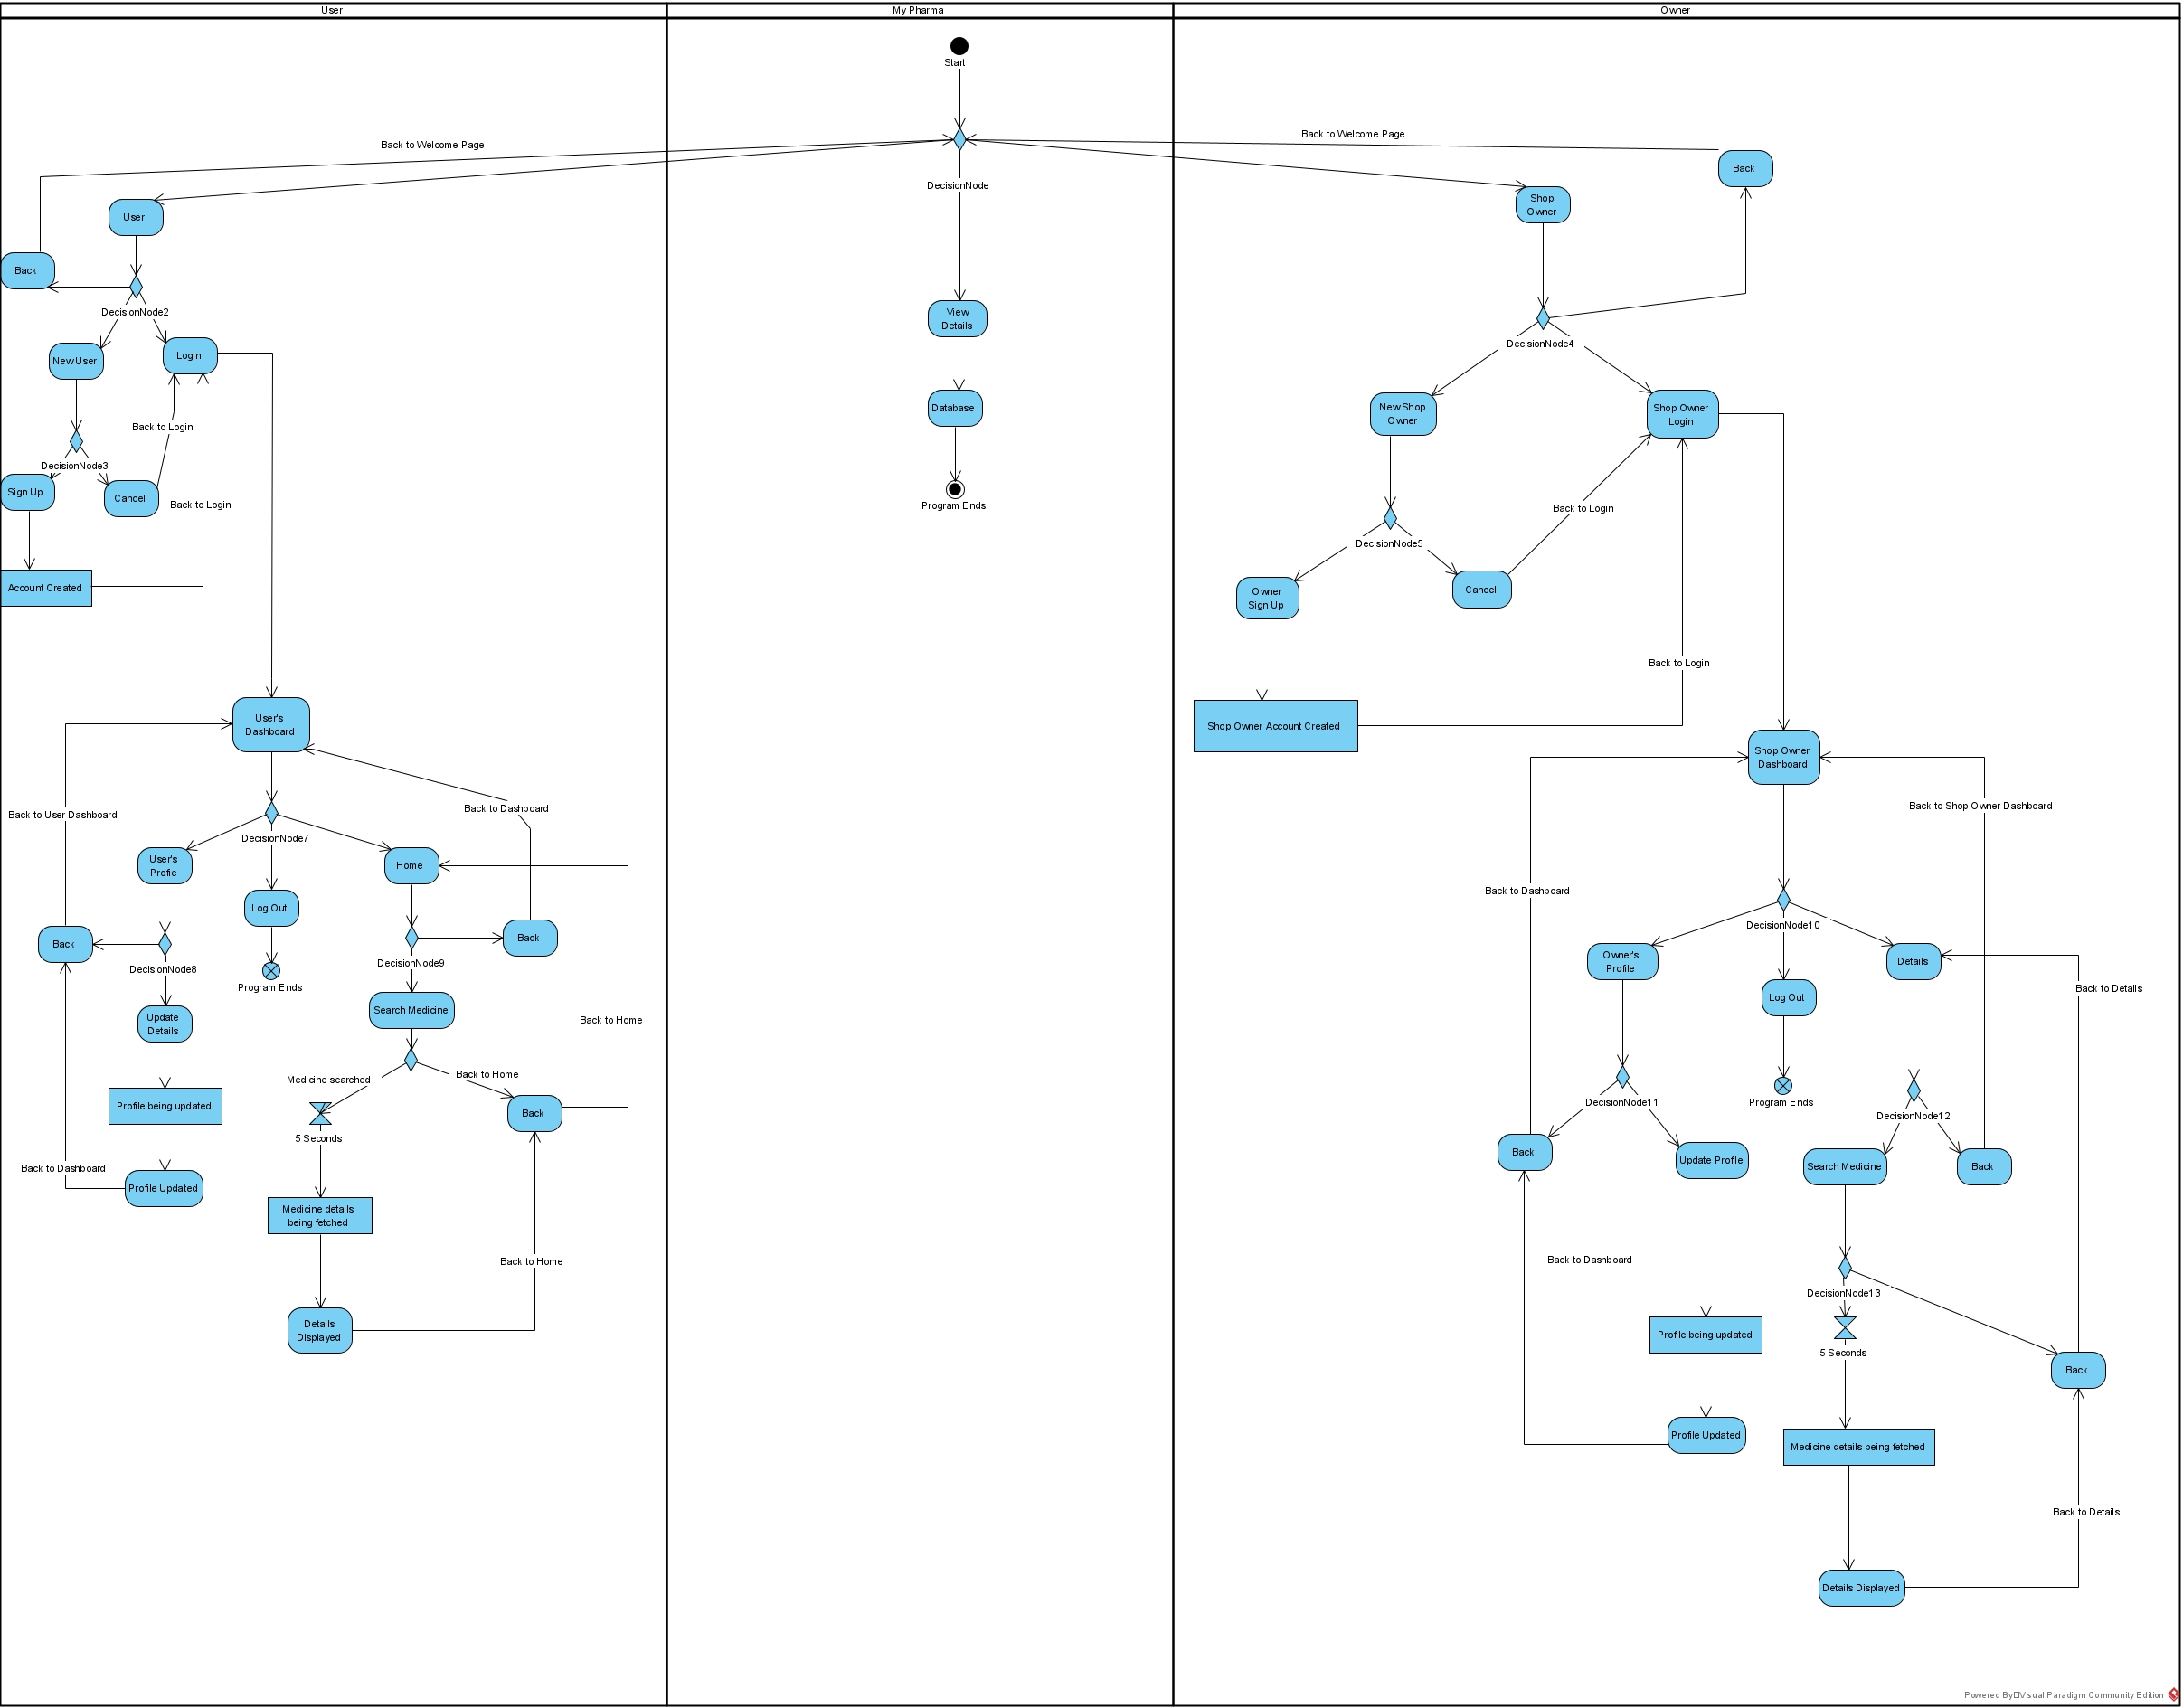 User
My Pharma
Owner
Start
Back to Welcome Page
DecisionNode
Back to Welcome Page
User
Back
DecisionNode2
New User
Login
Back to Login
DecisionNode3
Sign Up
Cancel
Back to Login
Account Created
View
Details
Database
Program Ends
Back
Shop
Owner
DecisionNode4
New Shop
Owner
Shop Owner
Login
Back to Login
DecisionNode5
Owner
Sign Up
Cancel
Back to Login
Shop Owner Account Created
User's
Dashboard
Back to User Dashboard
Back to Dashboard
DecisionNode7
User's
Profie
Home
Log Out
Back
Back
DecisionNode8
DecisionNode9
Program Ends
Update
Details
Search Medicine
Back to Home
Medicine searched
Back to Home
Profile being updated
Back
5 Seconds
Back to Dashboard
Profile Updated
Medicine details
being fetched
Back to Home
Details
Displayed
Shop Owner
Dashboard
Back to Shop Owner Dashboard
Back to Dashboard
DecisionNode10
Owner's
Profile
Details
Log Out
Back to Details
Program Ends
DecisionNode11
DecisionNode12
Back
Update Profile
Search Medicine
Back
Back to Dashboard
DecisionNode13
Profile being updated
5 Seconds
Back
Profile Updated
Medicine details being fetched
Back to Details
Details Displayed
Powered By Visual Paradigm Community Edition